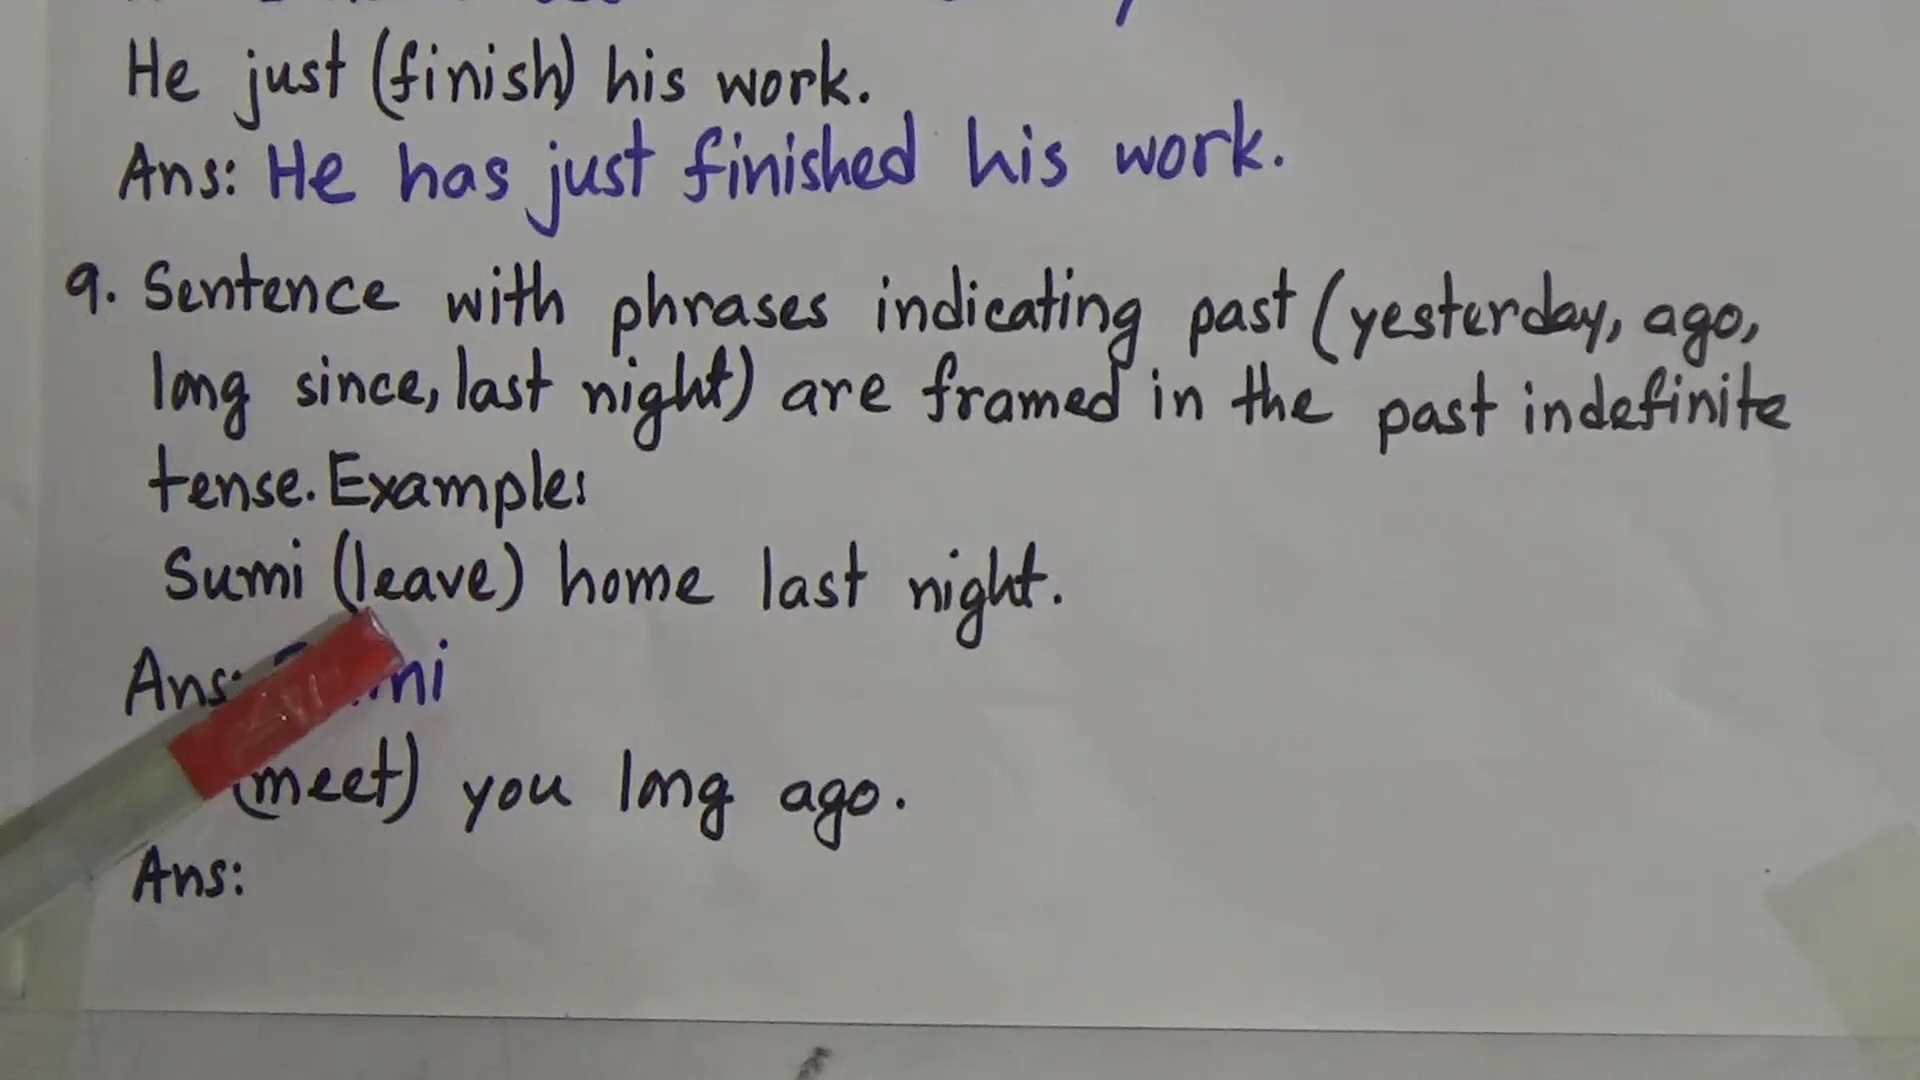 He just (finish) his work.
Ans: He has just finished his work.
9. Sentence with phrases indicating past (yesterday, ago,
long since, last night) are framed in the past indefinite
tense. Example:
Sumi (leave) home last night.
Ans:
(meet) you long ago.
Ans: